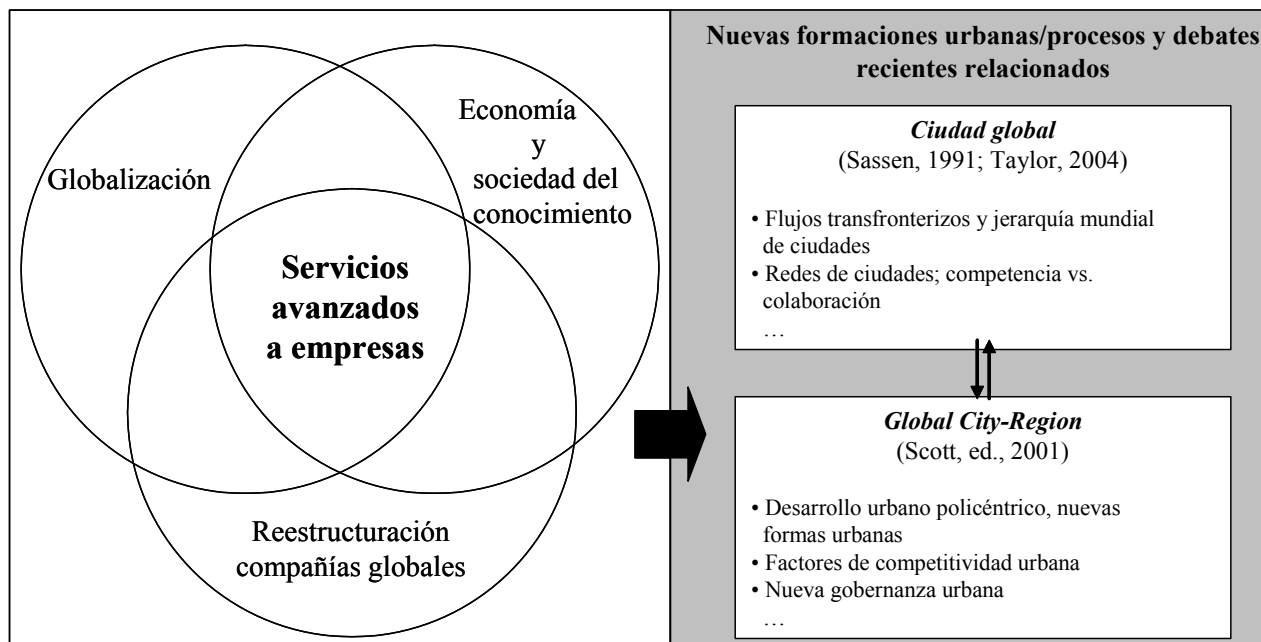 Globalización
Economía
y
sociedad del
conocimiento
Servicios
avanzados
a empresas
Reestructuración
compañías globales
Nuevas formaciones urbanas/procesos y debates
recientes relacionados
Ciudad global
(Sassen, 1991; Taylor, 2004)
• Flujos transfronterizos y jerarquía mundial
de ciudades
• Redes de ciudades; competencia vs.
colaboración
…
Global City-Region
(Scott, ed., 2001)
• Desarrollo urbano policéntrico, nuevas
formas urbanas
• Factores de competitividad urbana
• Nueva gobernanza urbana
…